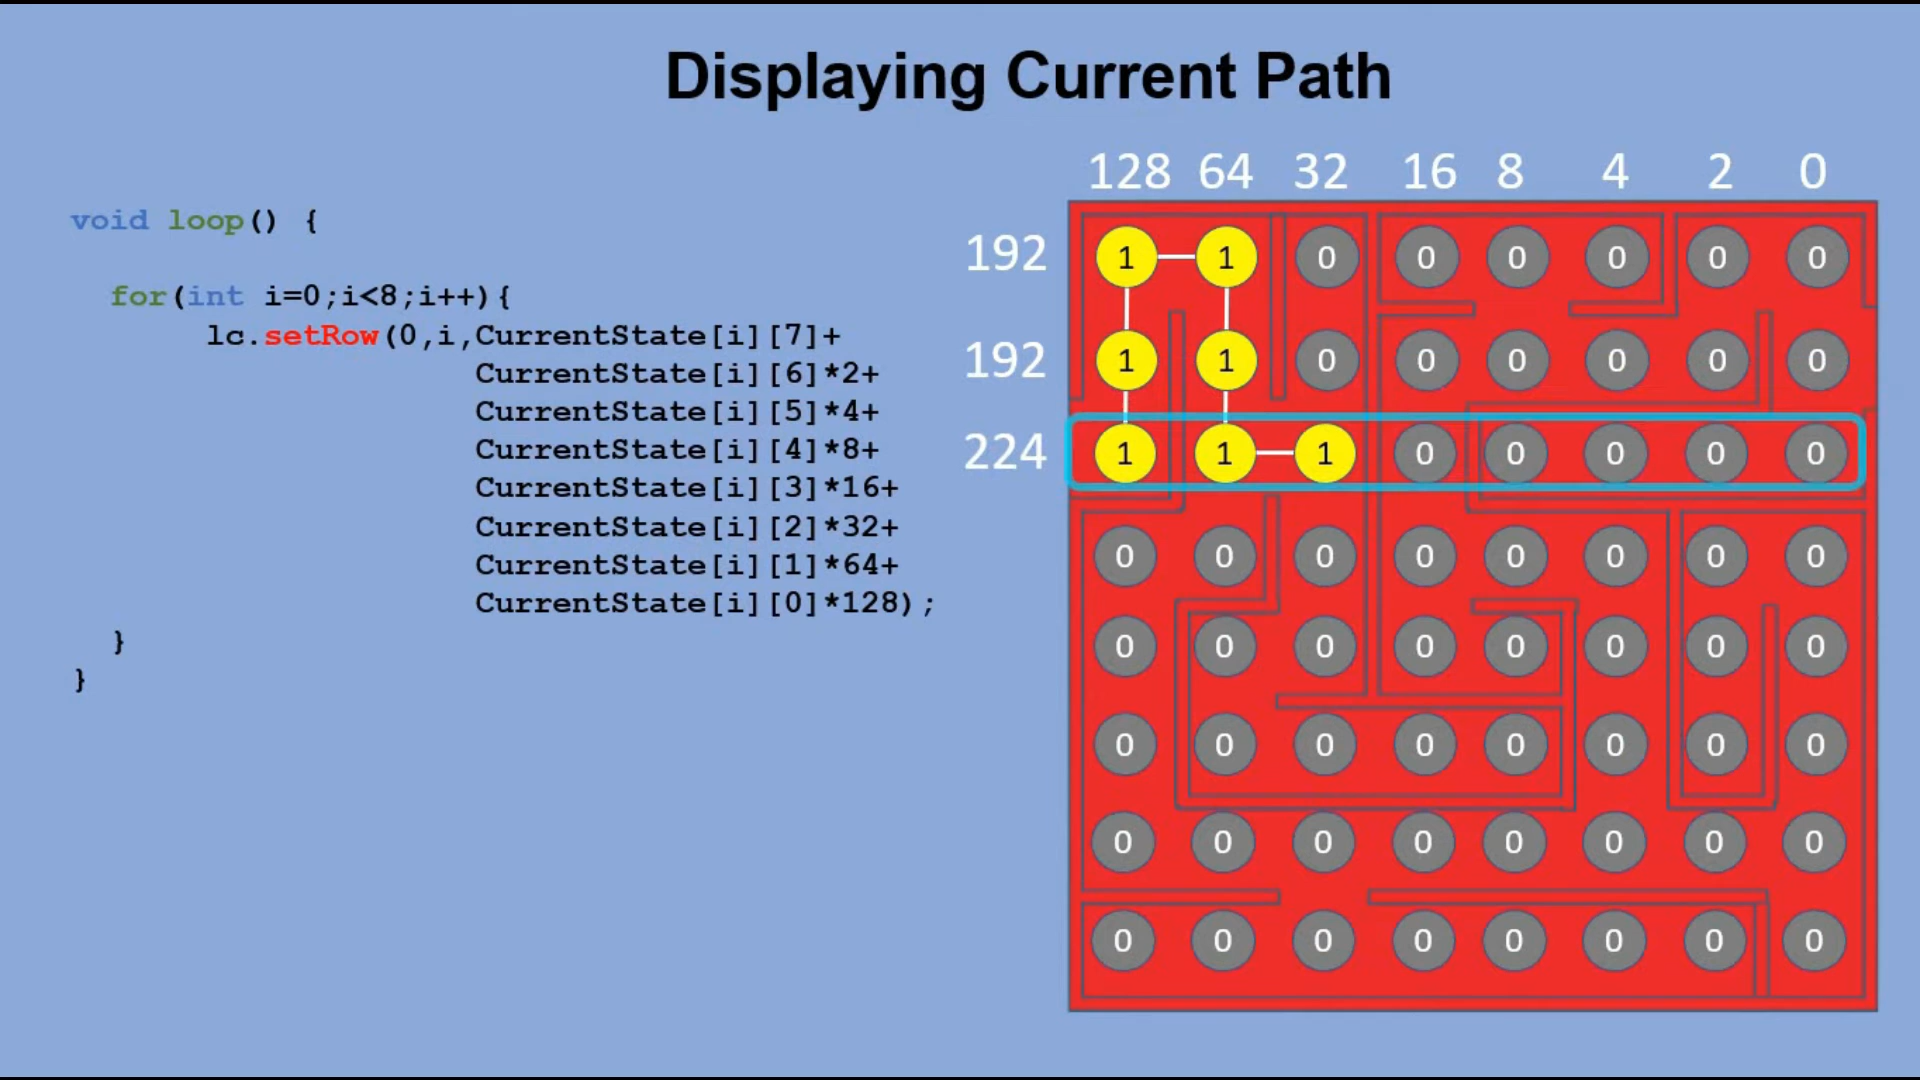 Displaying Current Path
void loop() {
for(int i=0;i<8;i++){
lc.setRow(0,i,CurrentState[i][7]+
CurrentState[i][6]*2+
CurrentState[i][5]*4+
CurrentState[i][4]*8+
CurrentState[i][3]*16+
CurrentState[i][2]*32+
CurrentState[i][1]*64+
CurrentState[i][0]*128);
}
}
128 64 32 16 8 4 2 0
192 1 1 0 0 0 0 0 0
192 1 1 0 0 0 0 0 0
224 1 1 1 0 0 0 0 0
0 0 0 0 0 0 0 0
0 0 0 0 0 0 0 0
0 0 0 0 0 0 0 0
0 0 0 0 0 0 0 0
0 0 0 0 0 0 0 0